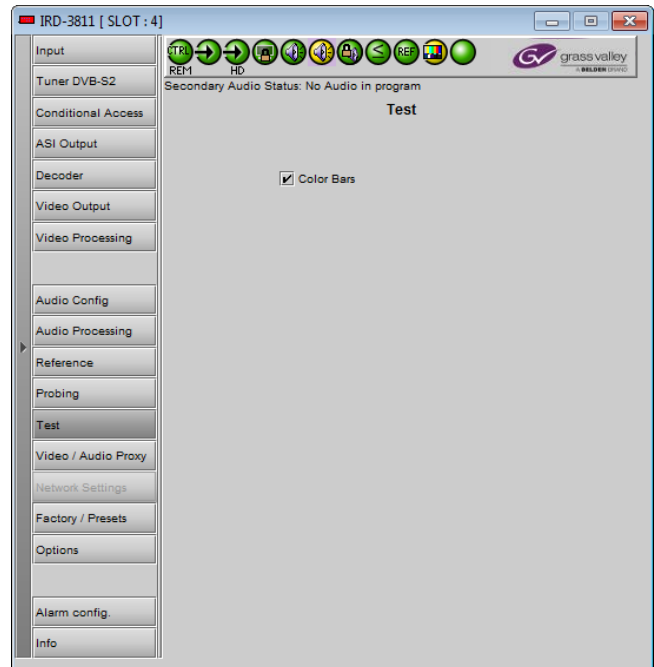 IRD-3811 [ SLOT : 4]
Input
Tuner DVB-S2
Conditional Access
ASI Output
Decoder
Video Output
Video Processing
Audio Config
Audio Processing
Reference
Probing
Test
Video / Audio Proxy
Network Settings
Factory / Presets
Options
Alarm config.
Info
CTRL
REF
REM
HD
grass valley
A BELDEN BRAND
Secondary Audio Status: No Audio in program
Test
Color Bars